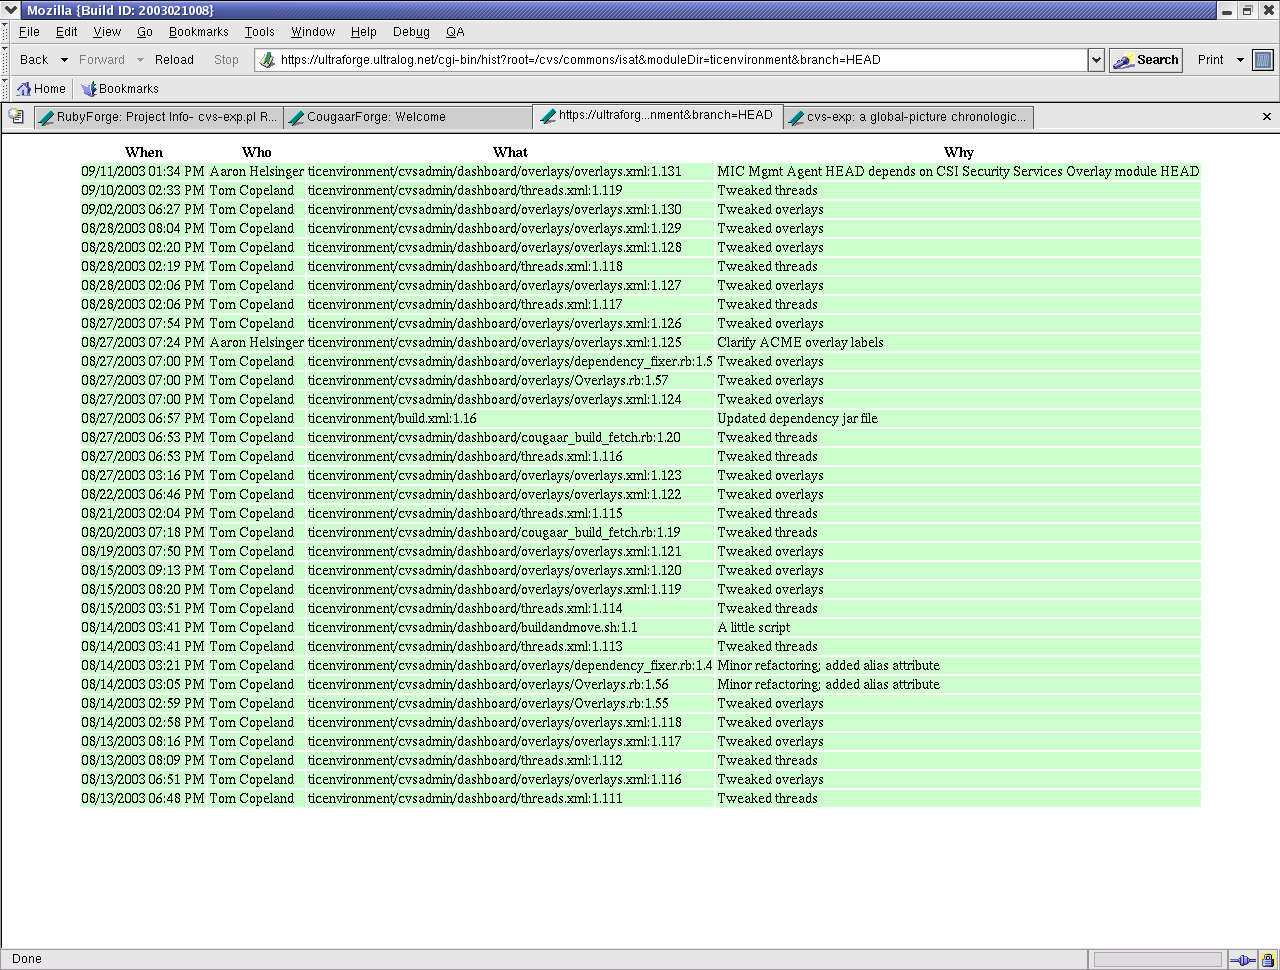 Mozilla {Build ID: 2003021008}
File Edit View Go Bookmarks Tools Window Help Debug QA
Back Forward Reload Stop https://ultraforge.ultralog.net/cgi-bin/hist?root=/cvs/commons/isat&moduleDir=ticenvironment&branch=HEAD Search Print
Home Bookmarks
RubyForge: Project Info- cvs-exp.pl R... CougaarForge: Welcome https://ultraforg...nment&branch=HEAD cvs-exp: a global-picture chronologic...
When Who What Why
09/11/2003 01:34 PM Aaron Helsinger ticenvironment/cvsadmin/dashboard/overlays/overlays.xml:1.131 MIC Mgmt Agent HEAD depends on CSI Security Services Overlay module HEAD
09/10/2003 02:33 PM Tom Copeland ticenvironment/cvsadmin/dashboard/threads.xml:1.119 Tweaked threads
09/02/2003 06:27 PM Tom Copeland ticenvironment/cvsadmin/dashboard/overlays/overlays.xml:1.130 Tweaked overlays
08/28/2003 08:04 PM Tom Copeland ticenvironment/cvsadmin/dashboard/overlays/overlays.xml:1.129 Tweaked overlays
08/28/2003 02:20 PM Tom Copeland ticenvironment/cvsadmin/dashboard/overlays/overlays.xml:1.128 Tweaked overlays
08/28/2003 02:19 PM Tom Copeland ticenvironment/cvsadmin/dashboard/threads.xml:1.118 Tweaked threads
08/28/2003 02:06 PM Tom Copeland ticenvironment/cvsadmin/dashboard/overlays/overlays.xml:1.127 Tweaked overlays
08/28/2003 02:06 PM Tom Copeland ticenvironment/cvsadmin/dashboard/threads.xml:1.117 Tweaked threads
08/27/2003 07:54 PM Tom Copeland ticenvironment/cvsadmin/dashboard/overlays/overlays.xml:1.126 Tweaked overlays
08/27/2003 07:24 PM Aaron Helsinger ticenvironment/cvsadmin/dashboard/overlays/overlays.xml:1.125 Clarify ACME overlay labels
08/27/2003 07:00 PM Tom Copeland ticenvironment/cvsadmin/dashboard/overlays/dependency_fixer.rb:1.5 Tweaked overlays
08/27/2003 07:00 PM Tom Copeland ticenvironment/cvsadmin/dashboard/overlays/Overlays.rb:1.57 Tweaked overlays
08/27/2003 07:00 PM Tom Copeland ticenvironment/cvsadmin/dashboard/overlays/overlays.xml:1.124 Tweaked overlays
08/27/2003 06:57 PM Tom Copeland ticenvironment/build.xml:1.16 Updated dependency jar file
08/27/2003 06:53 PM Tom Copeland ticenvironment/cvsadmin/dashboard/cougaar_build_fetch.rb:1.20 Tweaked threads
08/27/2003 06:53 PM Tom Copeland ticenvironment/cvsadmin/dashboard/threads.xml:1.116 Tweaked threads
08/27/2003 03:16 PM Tom Copeland ticenvironment/cvsadmin/dashboard/overlays/overlays.xml:1.123 Tweaked overlays
08/22/2003 06:46 PM Tom Copeland ticenvironment/cvsadmin/dashboard/overlays/overlays.xml:1.122 Tweaked overlays
08/21/2003 02:04 PM Tom Copeland ticenvironment/cvsadmin/dashboard/threads.xml:1.115 Tweaked threads
08/20/2003 07:18 PM Tom Copeland ticenvironment/cvsadmin/dashboard/cougaar_build_fetch.rb:1.19 Tweaked threads
08/19/2003 07:50 PM Tom Copeland ticenvironment/cvsadmin/dashboard/overlays/overlays.xml:1.121 Tweaked overlays
08/15/2003 09:13 PM Tom Copeland ticenvironment/cvsadmin/dashboard/overlays/overlays.xml:1.120 Tweaked overlays
08/15/2003 08:20 PM Tom Copeland ticenvironment/cvsadmin/dashboard/overlays/overlays.xml:1.119 Tweaked overlays
08/15/2003 03:51 PM Tom Copeland ticenvironment/cvsadmin/dashboard/threads.xml:1.114 Tweaked threads
08/14/2003 03:41 PM Tom Copeland ticenvironment/cvsadmin/dashboard/buildandmove.sh:1.1 A little script
08/14/2003 03:41 PM Tom Copeland ticenvironment/cvsadmin/dashboard/threads.xml:1.113 Tweaked threads
08/14/2003 03:21 PM Tom Copeland ticenvironment/cvsadmin/dashboard/overlays/dependency_fixer.rb:1.4 Minor refactoring; added alias attribute
08/14/2003 03:05 PM Tom Copeland ticenvironment/cvsadmin/dashboard/overlays/Overlays.rb:1.56 Minor refactoring; added alias attribute
08/14/2003 02:59 PM Tom Copeland ticenvironment/cvsadmin/dashboard/overlays/Overlays.rb:1.55 Tweaked overlays
08/14/2003 02:58 PM Tom Copeland ticenvironment/cvsadmin/dashboard/overlays/overlays.xml:1.118 Tweaked overlays
08/13/2003 08:16 PM Tom Copeland ticenvironment/cvsadmin/dashboard/overlays/overlays.xml:1.117 Tweaked overlays
08/13/2003 08:09 PM Tom Copeland ticenvironment/cvsadmin/dashboard/threads.xml:1.112 Tweaked threads
08/13/2003 06:51 PM Tom Copeland ticenvironment/cvsadmin/dashboard/overlays/overlays.xml:1.116 Tweaked overlays
08/13/2003 06:48 PM Tom Copeland ticenvironment/cvsadmin/dashboard/threads.xml:1.111 Tweaked threads
Done